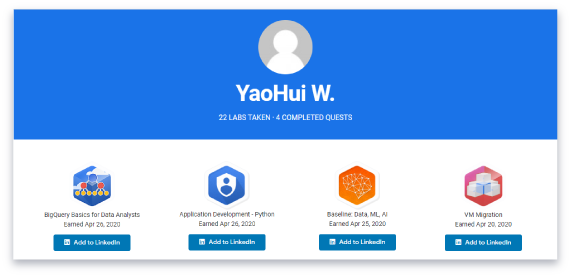 YaoHui W.
22 LABS TAKEN · 4 COMPLETED QUESTS
BigQuery Basics for Data Analysts
Earned Apr 26, 2020
Add to LinkedIn
Application Development - Python
Earned Apr 26, 2020
Add to LinkedIn
Baseline: Data, ML, AI
Earned Apr 25, 2020
Add to LinkedIn
VM Migration
Earned Apr 20, 2020
Add to LinkedIn